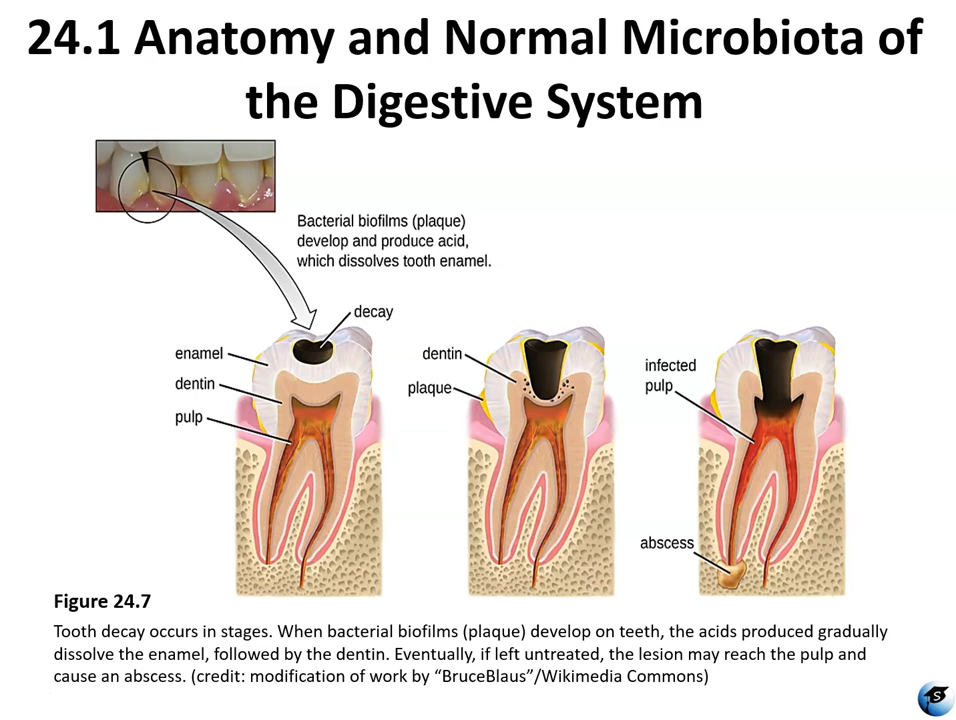 24.1 Anatomy and Normal Microbiota of
the Digestive System
Bacterial biofilms (plaque)
develop and produce acid,
which dissolves tooth enamel.
decay
enamel
dentin
pulp
dentin
plaque
infected
pulp
abscess
Figure 24.7
Tooth decay occurs in stages. When bacterial biofilms (plaque) develop on teeth, the acids produced gradually
dissolve the enamel, followed by the dentin. Eventually, if left untreated, the lesion may reach the pulp and
cause an abscess. (credit: modification of work by “BruceBlaus”/Wikimedia Commons)
S